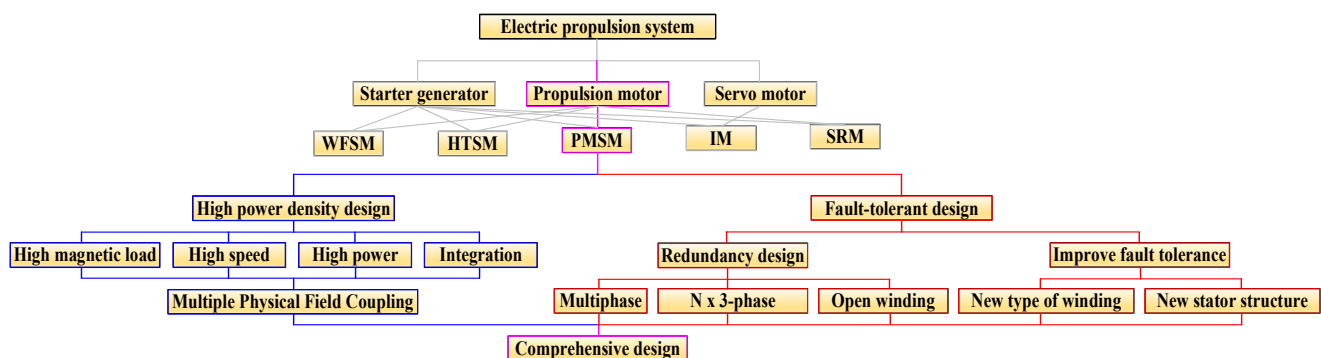 Electric propulsion system
Starter generator
Propulsion motor
Servo motor
WFSM
HTSM
PMSM
IM
SRM
High power density design
Fault-tolerant design
High magnetic load
High speed
High power
Integration
Redundancy design
Improve fault tolerance
Multiple Physical Field Coupling
Multiphase
N x 3-phase
Open winding
New type of winding
New stator structure
Comprehensive design